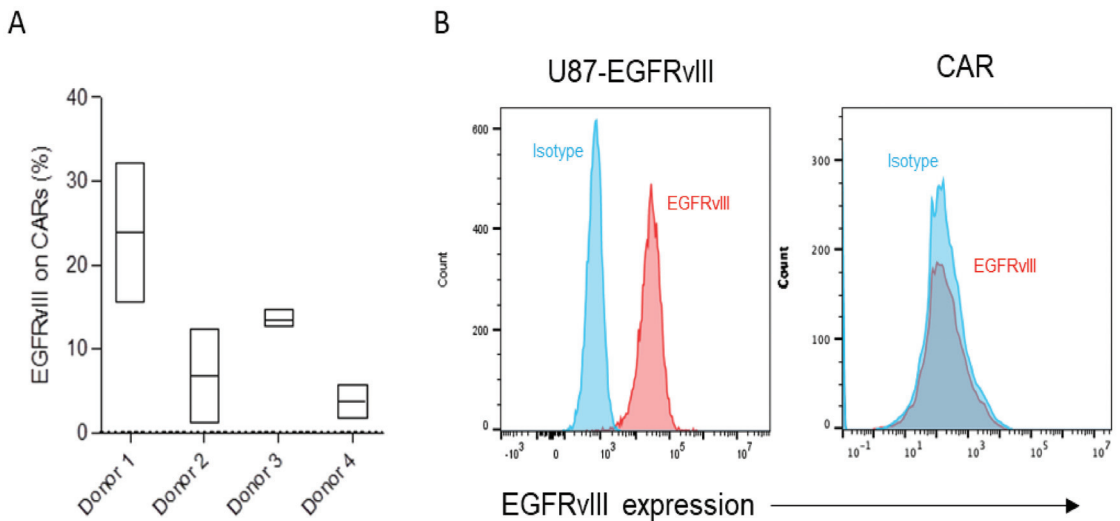 A
B
EGFRvIII on CARs (%)
40
30
20
10
0
Donor 1
Donor 2
Donor 3
Donor 4
U87-EGFRvIII
Count
600
400
200
0
Isotype
EGFRvIII
-10³ 0 10³ 10⁵ 10⁷
CAR
Count
300
200
100
0
Isotype
EGFRvIII
10⁻¹ 10¹ 10³ 10⁵ 10⁷
EGFRvIII expression